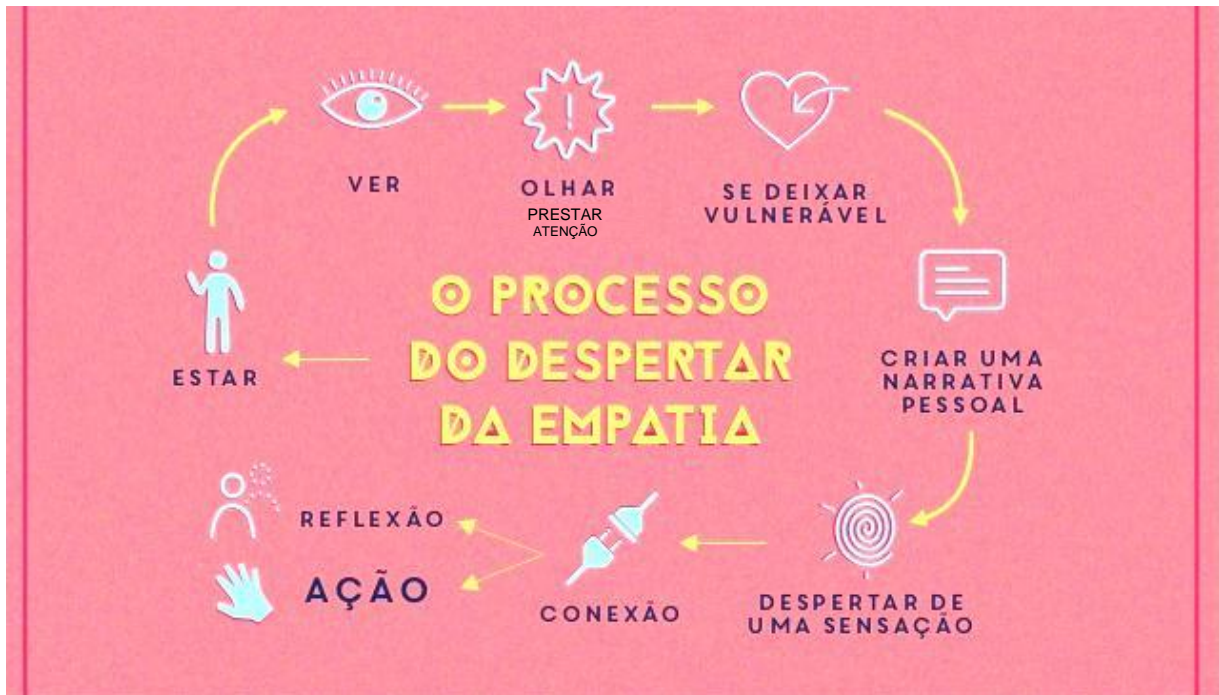 O PROCESSO
DO DESPERTAR
DA EMPATIA
ESTAR
VER
OLHAR
PRESTAR
ATENÇÃO
SE DEIXAR
VULNERÁVEL
CRIAR UMA
NARRATIVA
PESSOAL
DESPERTAR DE
UMA SENSAÇÃO
CONEXÃO
REFLEXÃO
AÇÃO